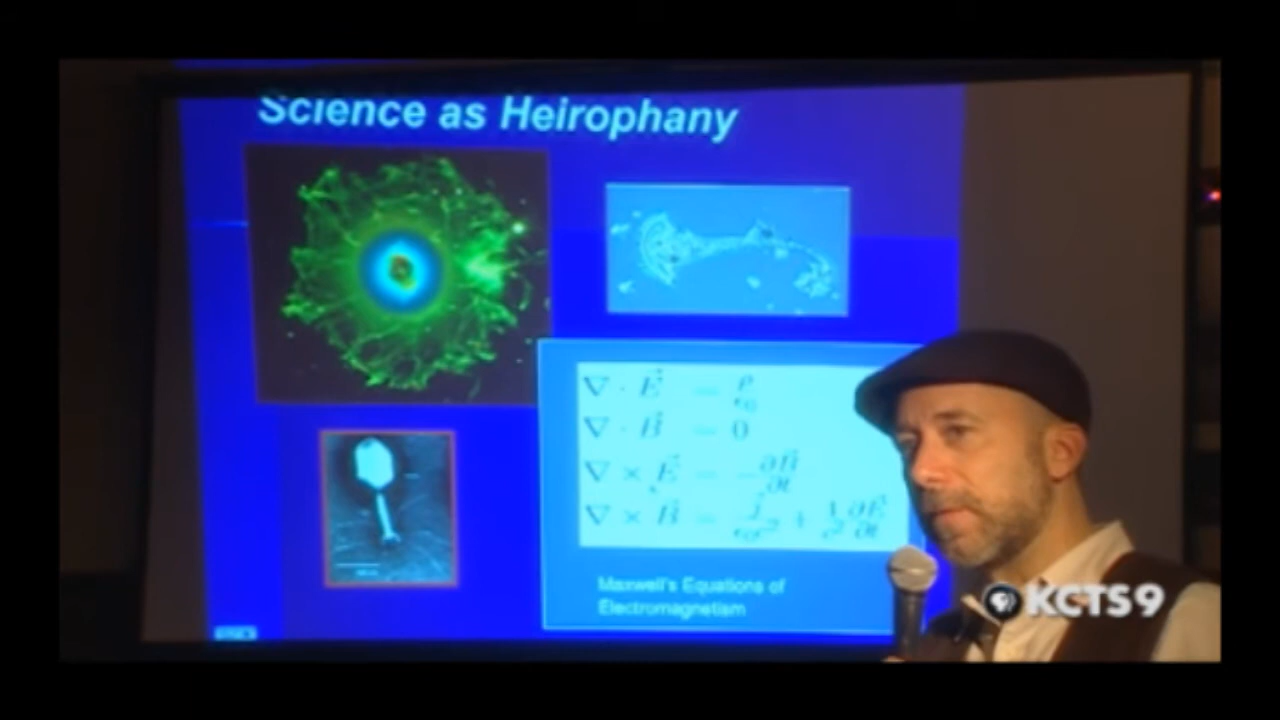 Science as Heirophany
∇ · E⃗ = ρ/ε₀
∇ · B⃗ = 0
∇ × E⃗ = −∂B⃗/∂t
∇ × B⃗ = j⃗/ε₀c² + 1/c² ∂E⃗/∂t
Maxwell's Equations of
Electromagnetism
KCTS9